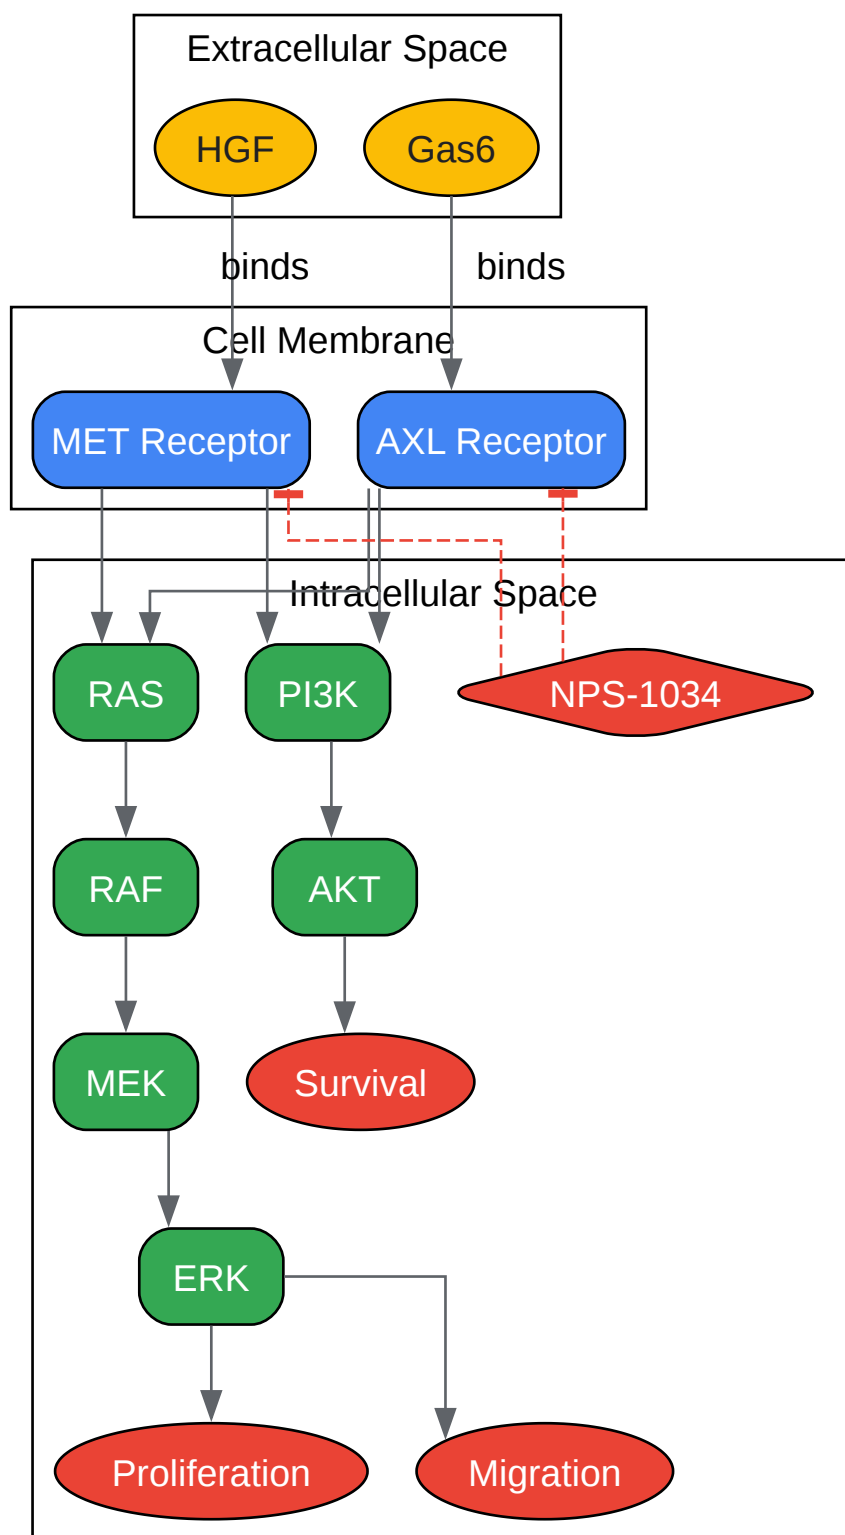 Extracellular Space
HGF
Gas6
binds
binds
Cell Membrane
MET Receptor
AXL Receptor
Intracellular Space
RAS
PI3K
NPS-1034
RAF
AKT
MEK
Survival
ERK
Proliferation
Migration